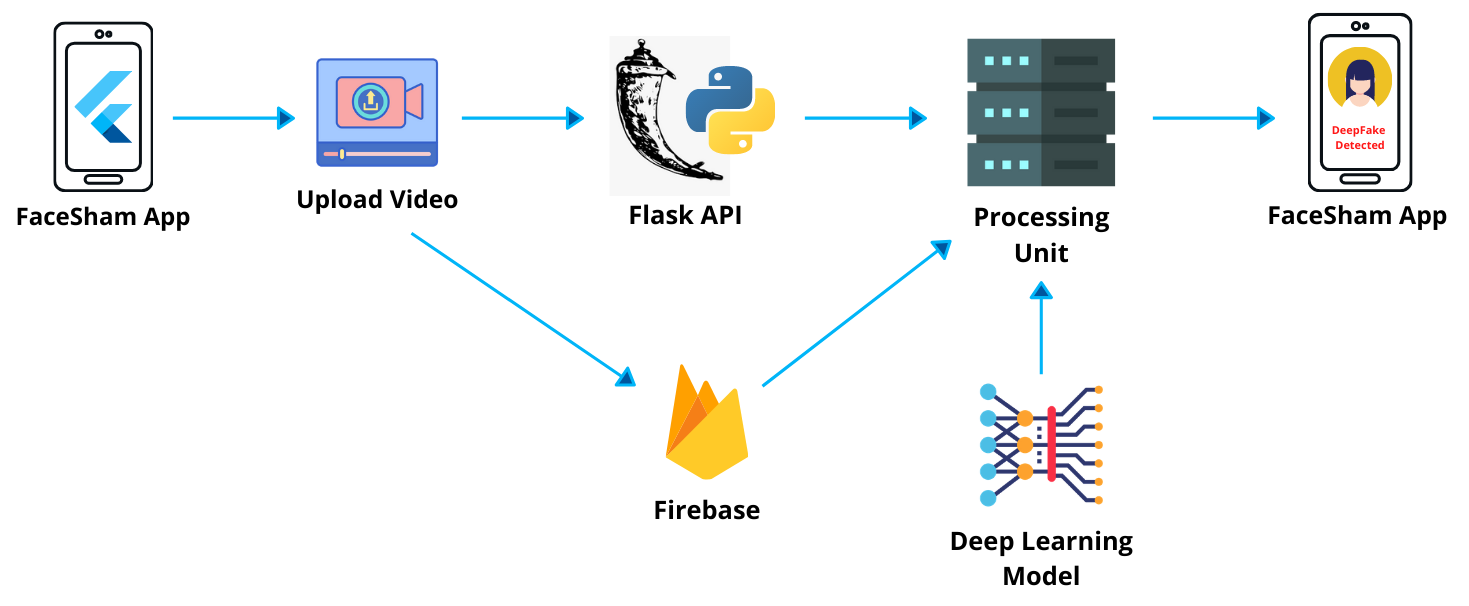 DeepFake
Detected
FaceSham App
Upload Video
Flask API
Processing
Unit
FaceSham App
Firebase
Deep Learning
Model